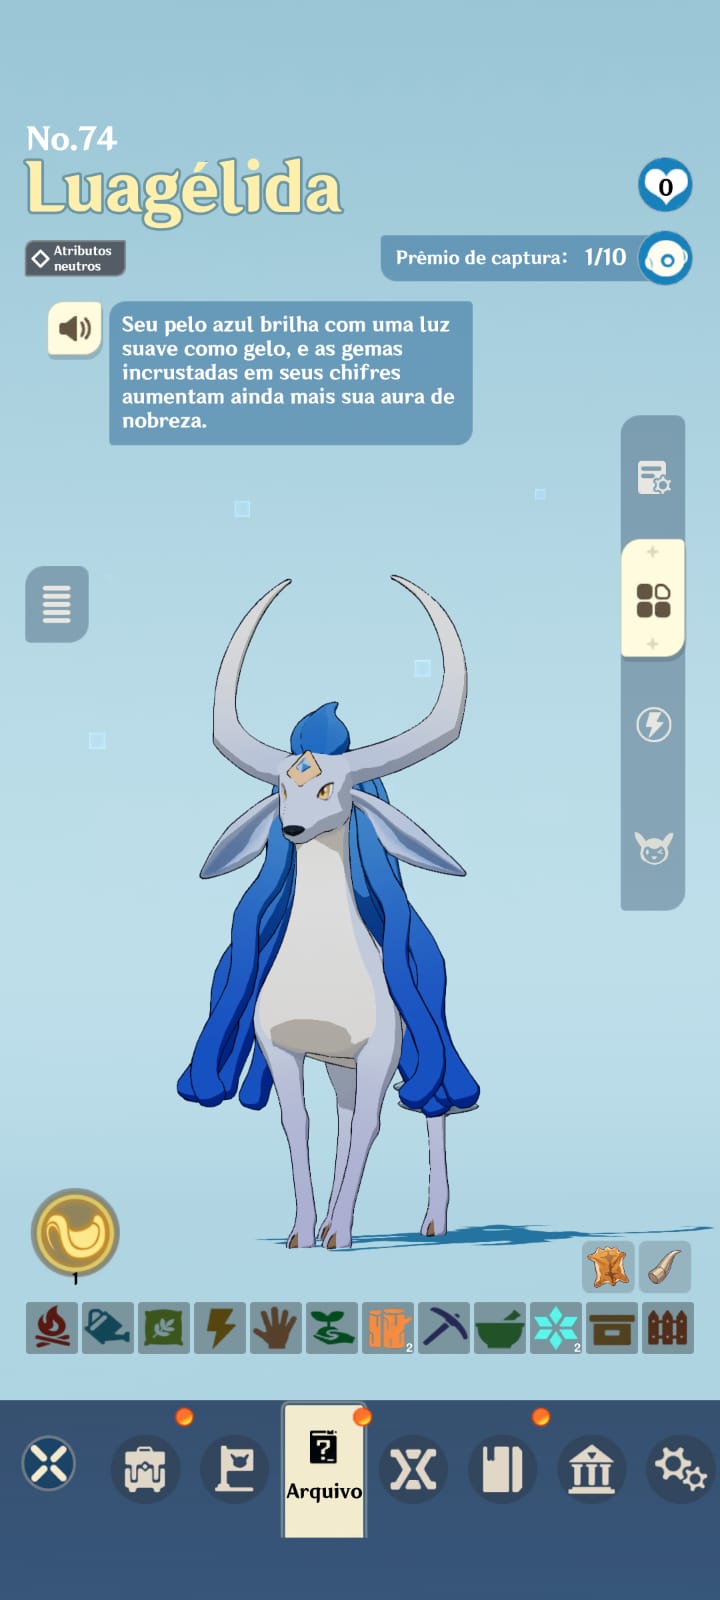 No.74
Luagélida
0
Atributos
neutros
Prêmio de captura: 1/10
Seu pelo azul brilha com uma luz
suave como gelo, e as gemas
incrustadas em seus chifres
aumentam ainda mais sua aura de
nobreza.
1
2
2
?
Arquivo